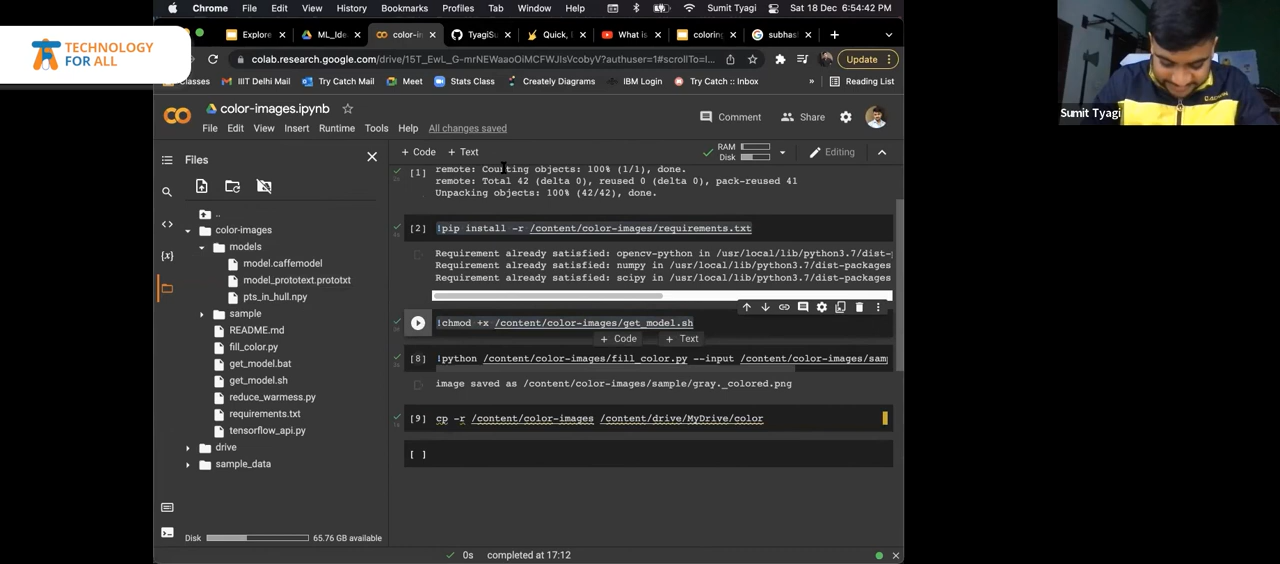 Chrome File Edit View History Bookmarks Profiles Tab Window Help Sumit Tyagi Sat 18 Dec 6:54:42 PM
TECHNOLOGY
FOR ALL
Explore ML_Ide color-i TyagiSu Quick, What is coloring subhas
colab.research.google.com/drive/15T_EwL_G-mrNEWaaoOiMCFWJIsVcobyV?authuser=1#scrollTo=I... Update
Classes IIIT Delhi Mail Try Catch Mail Meet Stats Class Creately Diagrams IBM Login Try Catch :: Inbox Reading List
color-images.ipynb
Comment Share
File Edit View Insert Runtime Tools Help All changes saved
+ Code + Text RAM Disk Editing
Files
..
color-images
models
model.caffemodel
model_prototext.prototxt
pts_in_hull.npy
sample
README.md
fill_color.py
get_model.bat
get_model.sh
reduce_warmess.py
requirements.txt
tensorflow_api.py
drive
sample_data
Disk 65.76 GB available
[1] remote: Counting objects: 100% (1/1), done.
remote: Total 42 (delta 0), reused 0 (delta 0), pack-reused 41
Unpacking objects: 100% (42/42), done.
[2] !pip install -r /content/color-images/requirements.txt
Requirement already satisfied: opencv-python in /usr/local/lib/python3.7/dist-
Requirement already satisfied: numpy in /usr/local/lib/python3.7/dist-packages
Requirement already satisfied: scipy in /usr/local/lib/python3.7/dist-packages
!chmod +x /content/color-images/get_model.sh
+ Code + Text
[8] !python /content/color-images/fill_color.py --input /content/color-images/sam
image saved as /content/color-images/sample/gray._colored.png
[9] cp -r /content/color-images /content/drive/MyDrive/color
[ ]
0s completed at 17:12
Sumit Tyagi